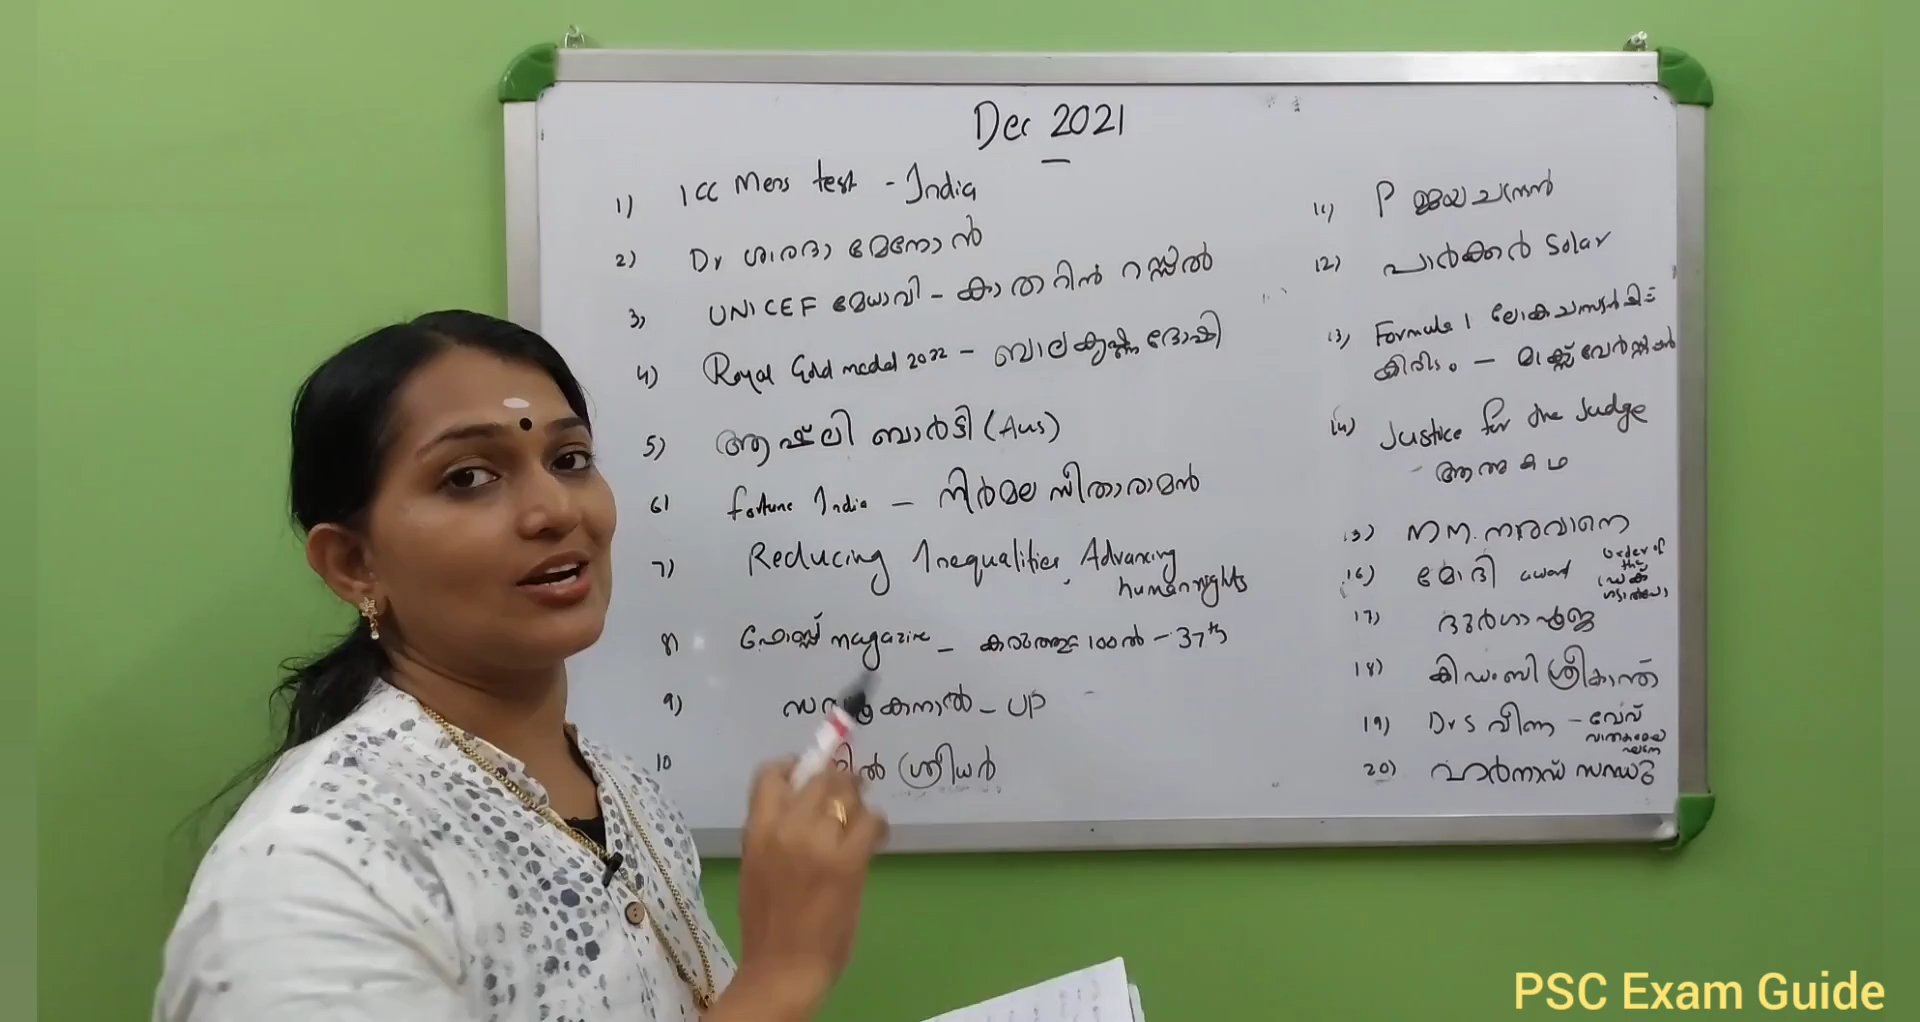 Dec 2021
1) ICC Mens test - India
2) Dr ശാരദാ മേനോൻ
3) UNICEF മേധാവി - കാതറിൻ റസ്സൽ
4) Royal Gold medal 2022 - ബാലകൃഷ്ണ ദോഷി
5) ആഷ്‌ലി ബാർട്ടി (Aus)
6) fortune India - നിർമല സീതാരാമൻ
7) Reducing Inequalities, Advancing
human rights
8) ഫോബ്സ് magazine - കരുത്തുള്ള 100ൽ - 37th
9) കനാൽ - UP
10 ശ്രീധർ
11) P ജയചന്ദ്രൻ
12) പാർക്കർ Solar
13) Formula 1 ലോകചാമ്പ്യൻഷിപ്
കിരീടം - മാക്സ് വേർസ്റ്റപ്പൻ
14) Justice for the Judge
- ആത്മകഥ
15) എം.എം. നരവാനെ
16) മോദി award Order of
the
17) ദുർഗാപൂജ
18) കിഡംബി ശ്രീകാന്ത്
19) Dr S വീണ - വേവ്
20) ഹർനാസ് സന്ധു
PSC Exam Guide